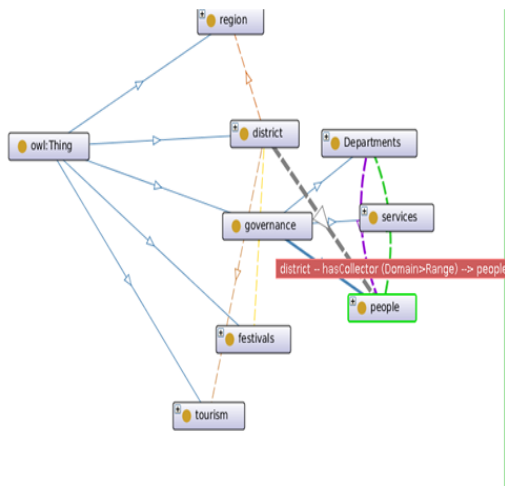 region
district
Departments
owl:Thing
services
governance
district -- hasCollector (Domain>Range) --> people
people
festivals
tourism